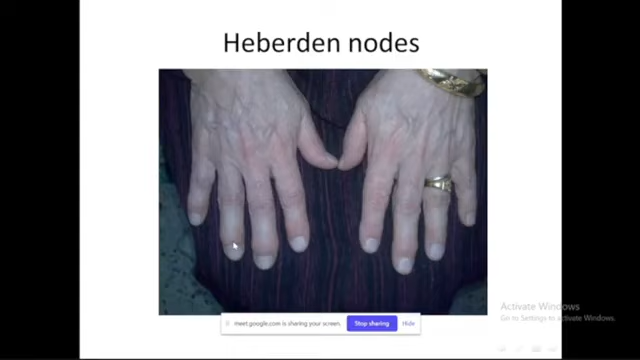 Heberden nodes
Activate Windows
Go to Settings to activate Windows.
meet.google.com is sharing your screen.
Stop sharing
Hide